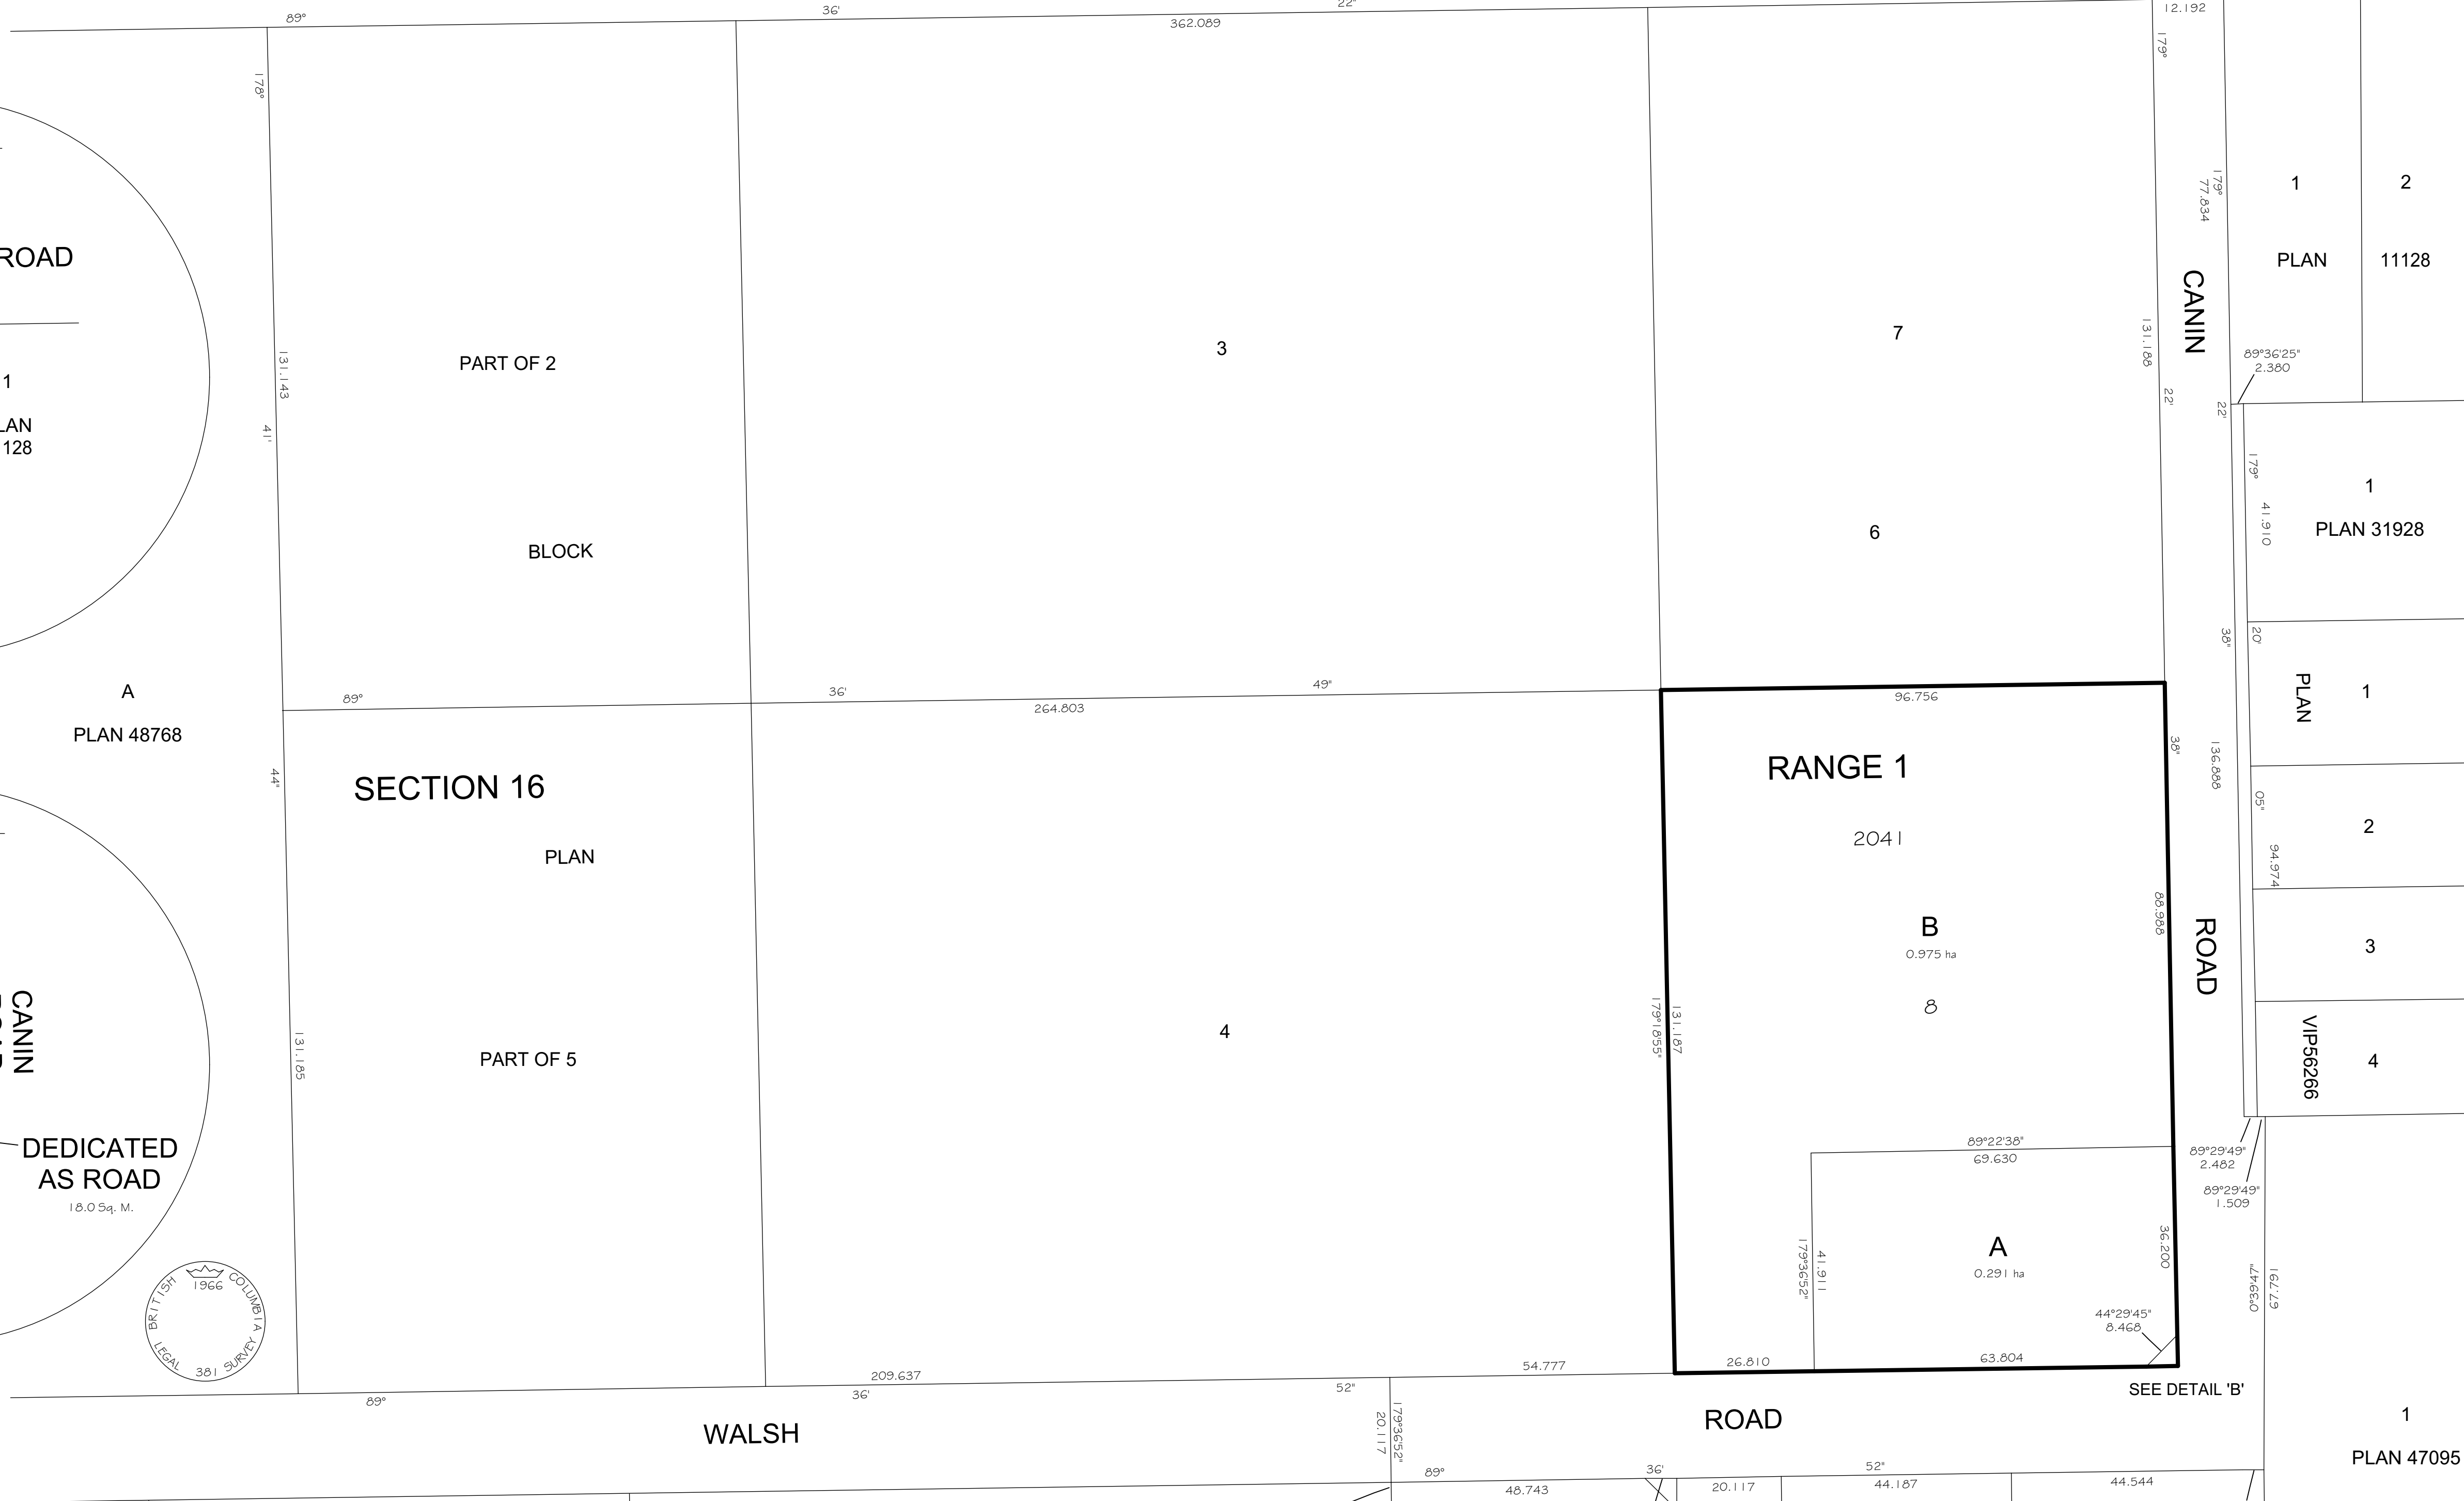 89° 36' 22"
362.089
12.192
178°
41'
44"
131.143
131.185
ROAD
1
A
PLAN 48768
CANIN
DEDICATED
AS ROAD
18.0 Sq. M.
BRITISH COLUMBIA
1966
LEGAL 381 SURVEY
PART OF 2
BLOCK
3
7
6
179°
22'
38"
131.188
89° 36' 49"
264.803
96.756
SECTION 16
PLAN
PART OF 5
4
RANGE 1
2041
B
0.975 ha
8
179°18'55"
131.187
88.988
89°22'38"
69.630
A
0.291 ha
179°36'52"
41.911
36.200
44°29'45"
8.468
209.637
54.777
26.810
63.804
89° 36' 52"
SEE DETAIL 'B'
WALSH ROAD
20.117
179°36'52"
89° 36' 52"
48.743
20.117
44.187
44.544
CANIN ROAD
179°
77.834
22'
38"
136.888
1
2
PLAN 11128
89°36'25"
2.380
179°
20'
05"
41.910
94.974
1
PLAN 31928
PLAN
VIP56266
1
2
3
4
89°29'49"
2.482
89°29'49"
1.509
0°39'47"
67.791
1
PLAN 47095